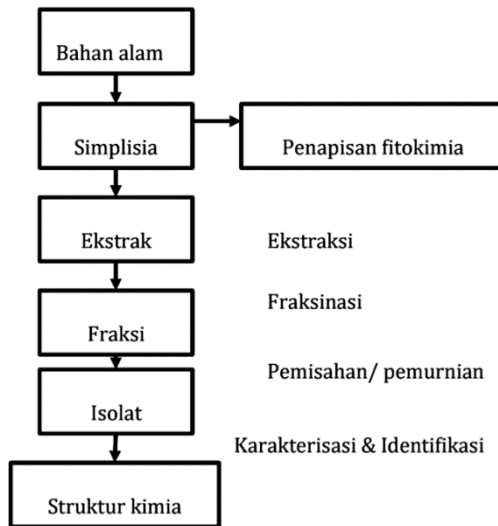 Bahan alam
Simplisia
Penapisan fitokimia
Ekstrak
Ekstraksi
Fraksinasi
Fraksi
Pemisahan/ pemurnian
Isolat
Karakterisasi & Identifikasi
Struktur kimia